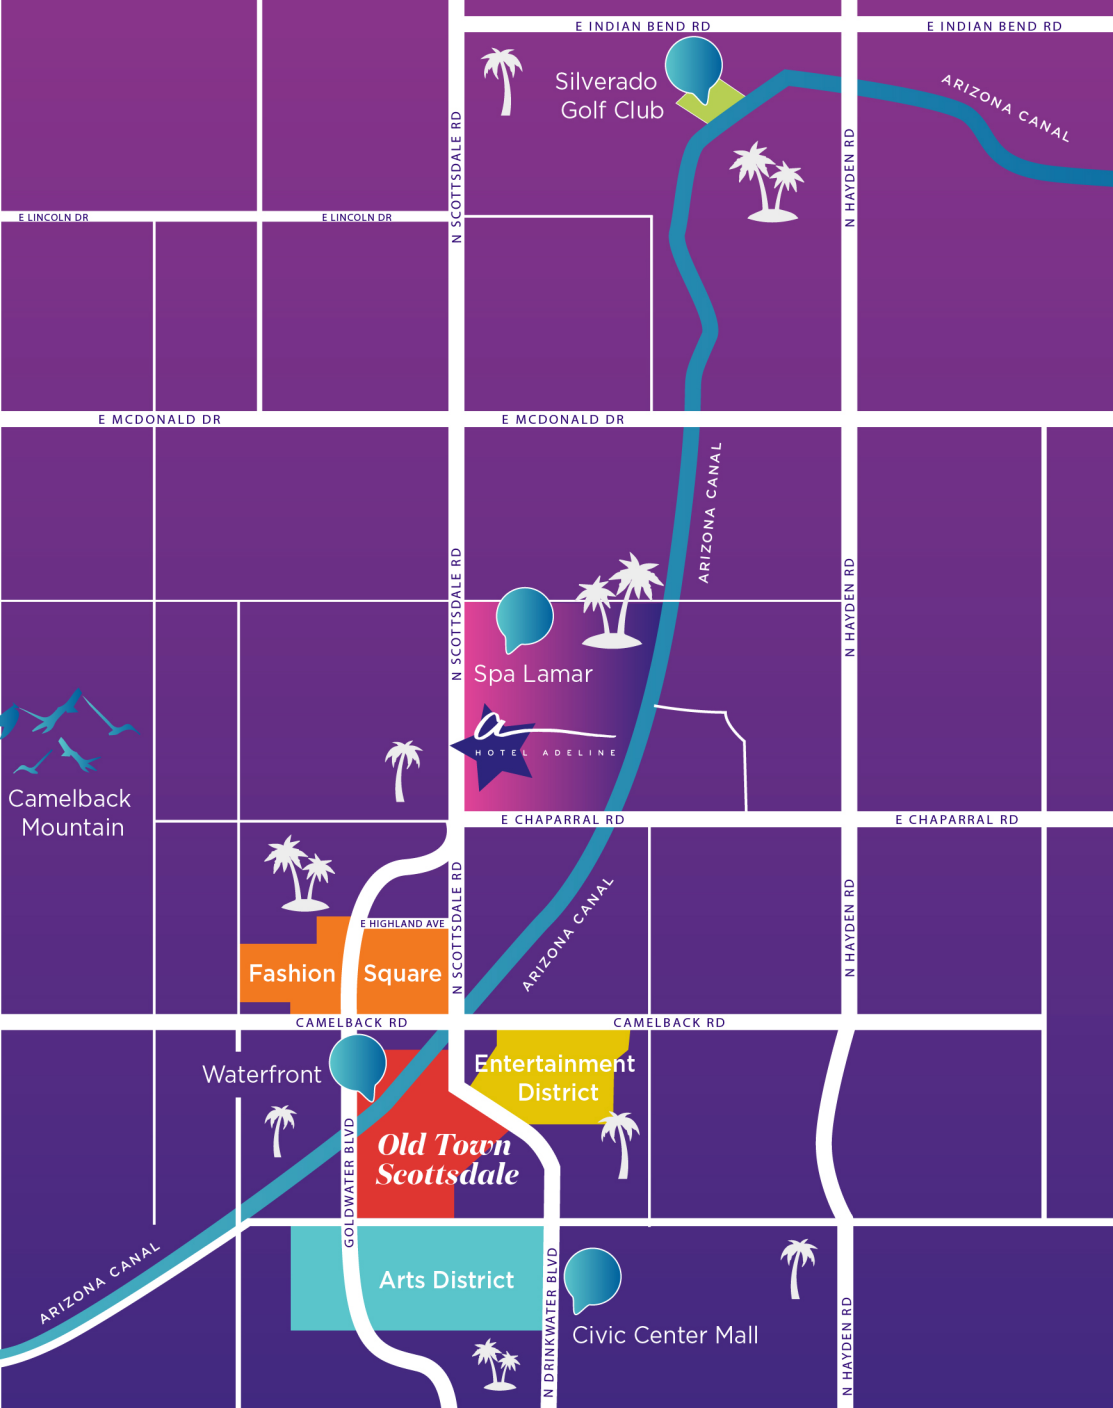 E INDIAN BEND RD
E INDIAN BEND RD
Silverado
Golf Club
ARIZONA CANAL
N SCOTTSDALE RD
N HAYDEN RD
E LINCOLN DR
E LINCOLN DR
E MCDONALD DR
E MCDONALD DR
ARIZONA CANAL
N SCOTTSDALE RD
N HAYDEN RD
Spa Lamar
a
HOTEL ADELINE
Camelback
Mountain
E CHAPARRAL RD
E CHAPARRAL RD
N SCOTTSDALE RD
ARIZONA CANAL
N HAYDEN RD
E HIGHLAND AVE
Fashion Square
CAMELBACK RD
CAMELBACK RD
Waterfront
Entertainment
District
GOLDWATER BLVD
Old Town
Scottsdale
ARIZONA CANAL
Arts District
N DRINKWATER BLVD
Civic Center Mall
N HAYDEN RD